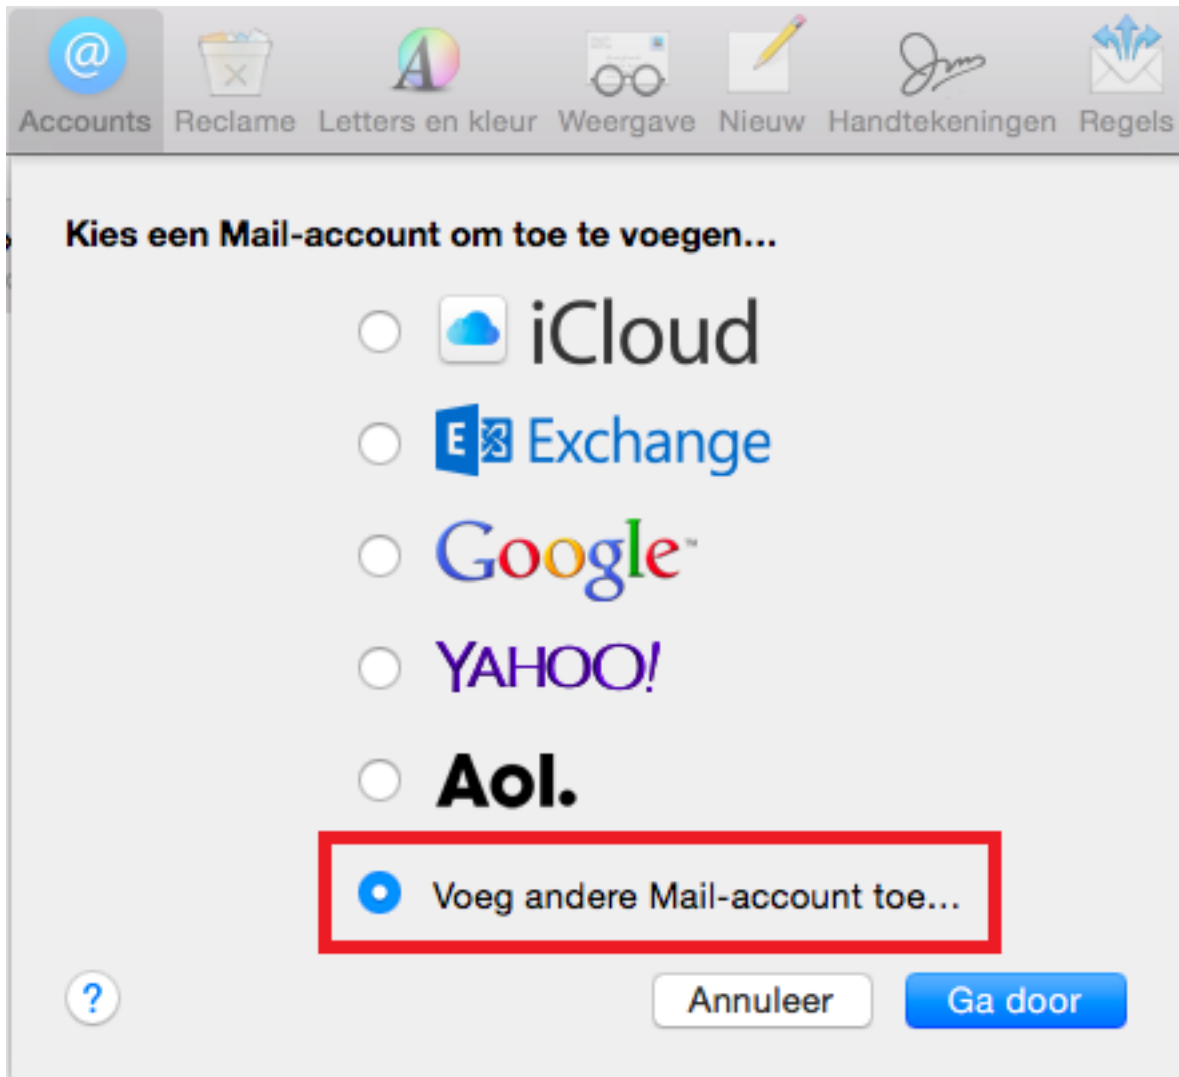 Accounts Reclame Letters en kleur Weergave Nieuw Handtekeningen Regels
Kies een Mail-account om toe te voegen...
iCloud
E Exchange
Google™
YAHOO!
Aol.
Voeg andere Mail-account toe...
? Annuleer Ga door